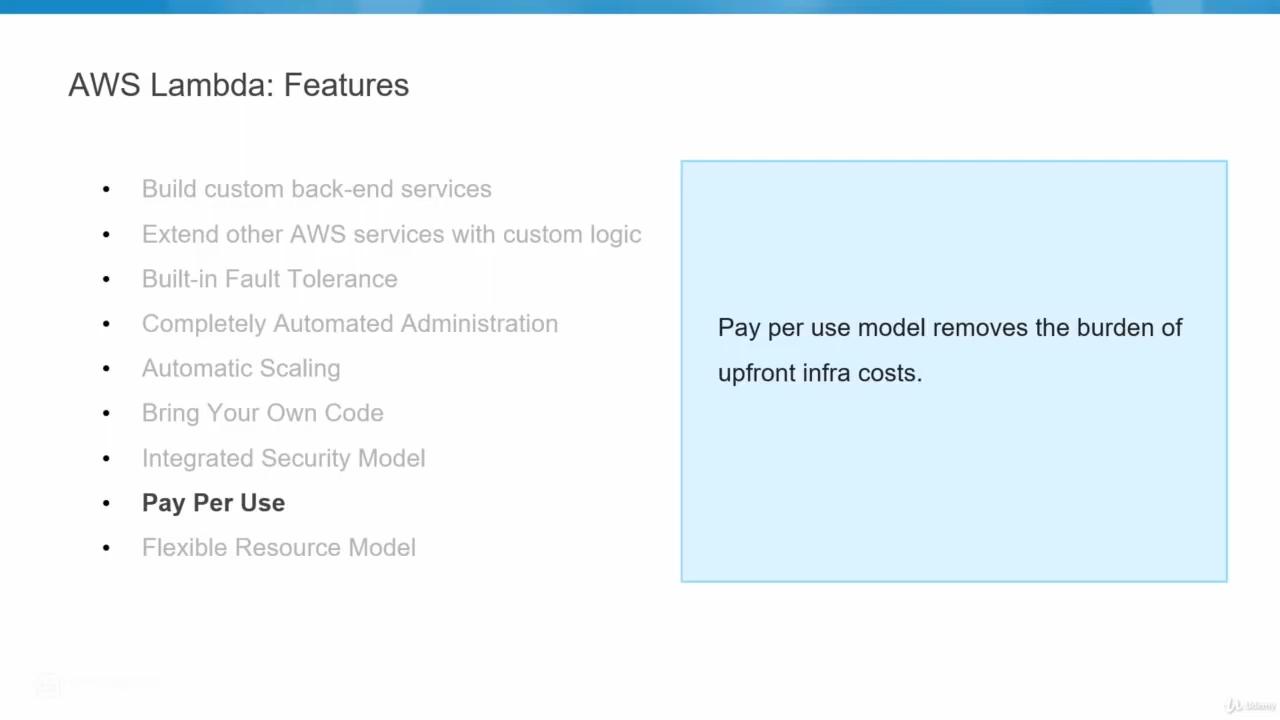 AWS Lambda: Features
• Build custom back-end services
• Extend other AWS services with custom logic
• Built-in Fault Tolerance
• Completely Automated Administration
• Automatic Scaling
• Bring Your Own Code
• Integrated Security Model
• Pay Per Use
• Flexible Resource Model
Pay per use model removes the burden of
upfront infra costs.
Udemy